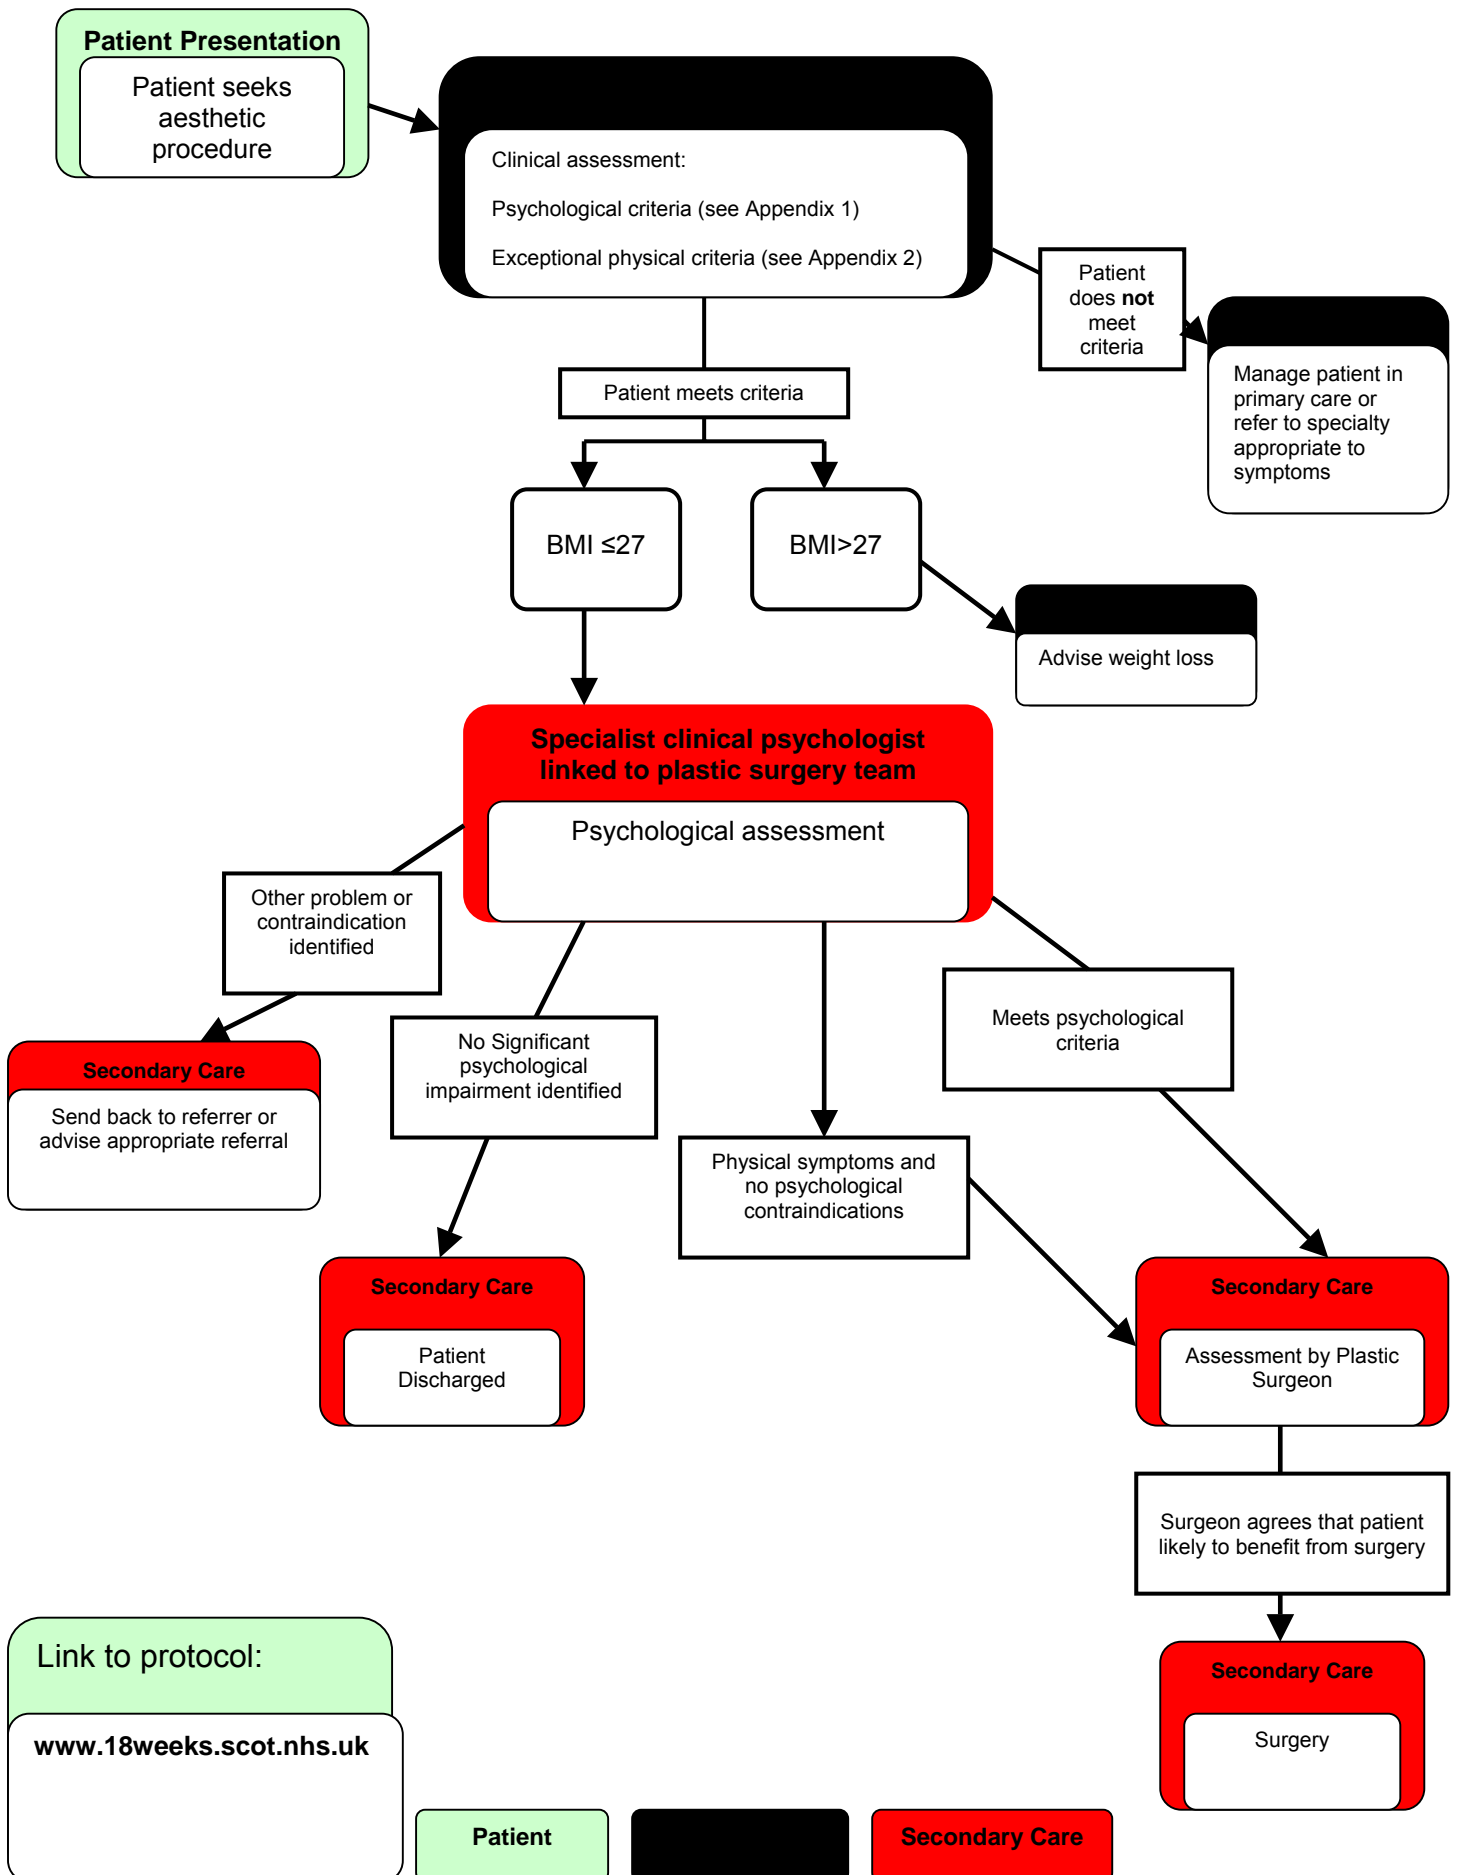 Patient Presentation
Patient seeks
aesthetic
procedure
Clinical assessment:
Psychological criteria (see Appendix 1)
Exceptional physical criteria (see Appendix 2)
Patient
does not
meet
criteria
Manage patient in
primary care or
refer to specialty
appropriate to
symptoms
Patient meets criteria
BMI ≤27
BMI>27
Advise weight loss
Specialist clinical psychologist
linked to plastic surgery team
Psychological assessment
Other problem or
contraindication
identified
No Significant
psychological
impairment identified
Meets psychological
criteria
Secondary Care
Send back to referrer or
advise appropriate referral
Physical symptoms and
no psychological
contraindications
Secondary Care
Patient
Discharged
Secondary Care
Assessment by Plastic
Surgeon
Surgeon agrees that patient
likely to benefit from surgery
Secondary Care
Surgery
Link to protocol:
www.18weeks.scot.nhs.uk
Patient
Secondary Care